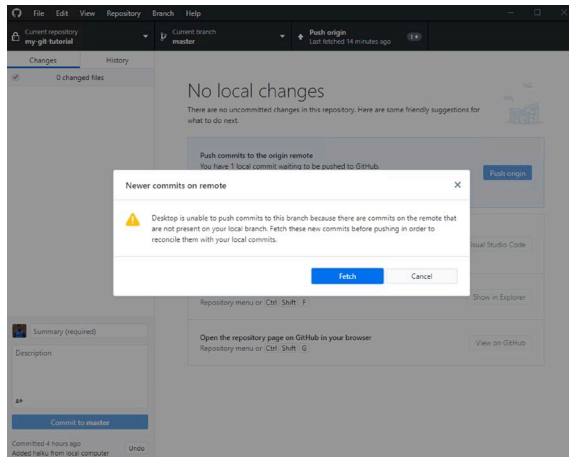 File Edit View Repository Branch Help
Current repository
my-git-tutorial
Current branch
master
Push origin
Last fetched 14 minutes ago
1
Changes History
0 changed files
No local changes
There are no uncommitted changes in this repository. Here are some friendly suggestions for
what to do next.
Push commits to the origin remote
You have 1 local commit waiting to be pushed to GitHub.
Push origin
Newer commits on remote
Desktop is unable to push commits to this branch because there are commits on the remote that
are not present on your local branch. Fetch these new commits before pushing in order to
reconcile them with your local commits.
Fetch Cancel
isual Studio Code
Repository menu or Ctrl Shift F
Show in Explorer
Open the repository page on GitHub in your browser
Repository menu or Ctrl Shift G
View on GitHub
Summary (required)
Description
Commit to master
Committed 4 hours ago
Added haiku from local computer
Undo